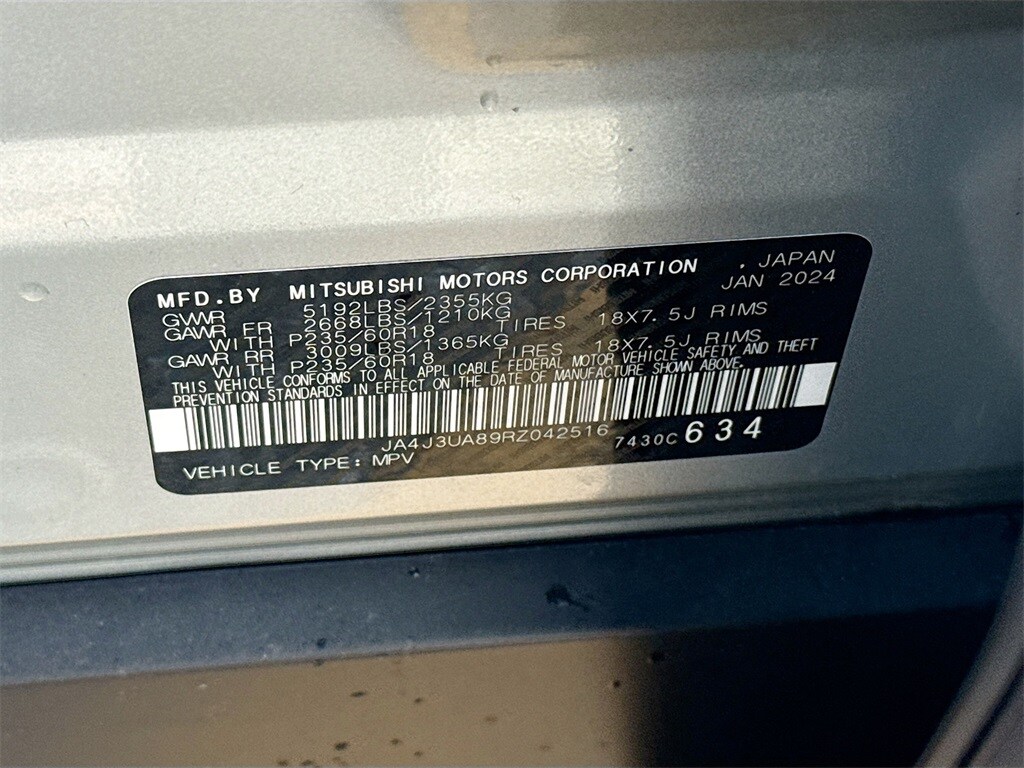 MFD.BY MITSUBISHI MOTORS CORPORATION , JAPAN
GVWR 5192LBS/2355KG JAN 2024
GAWR FR 2668LBS/1210KG
WITH P235/60R18 TIRES 18X7.5J RIMS
GAWR RR 3009LBS/1365KG
WITH P235/60R18 TIRES 18X7.5J RIMS
THIS VEHICLE CONFORMS TO ALL APPLICABLE FEDERAL MOTOR VEHICLE SAFETY AND THEFT
PREVENTION STANDARDS IN EFFECT ON THE DATE OF MANUFACTURE SHOWN ABOVE.
JA4J3UA89RZ042516 7430C 634
VEHICLE TYPE: MPV